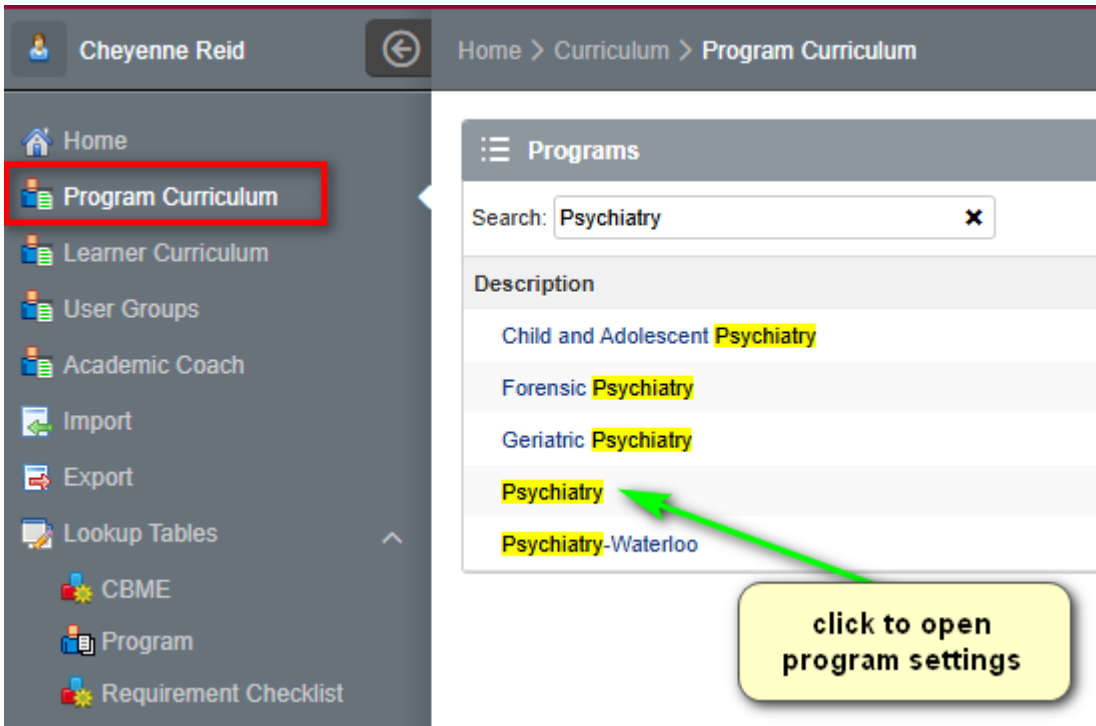 Cheyenne Reid
Home > Curriculum > Program Curriculum
Home
Program Curriculum
Learner Curriculum
User Groups
Academic Coach
Import
Export
Lookup Tables
CBME
Program
Requirement Checklist
Programs
Search: Psychiatry
Description
Child and Adolescent Psychiatry
Forensic Psychiatry
Geriatric Psychiatry
Psychiatry
Psychiatry-Waterloo
click to open
program settings